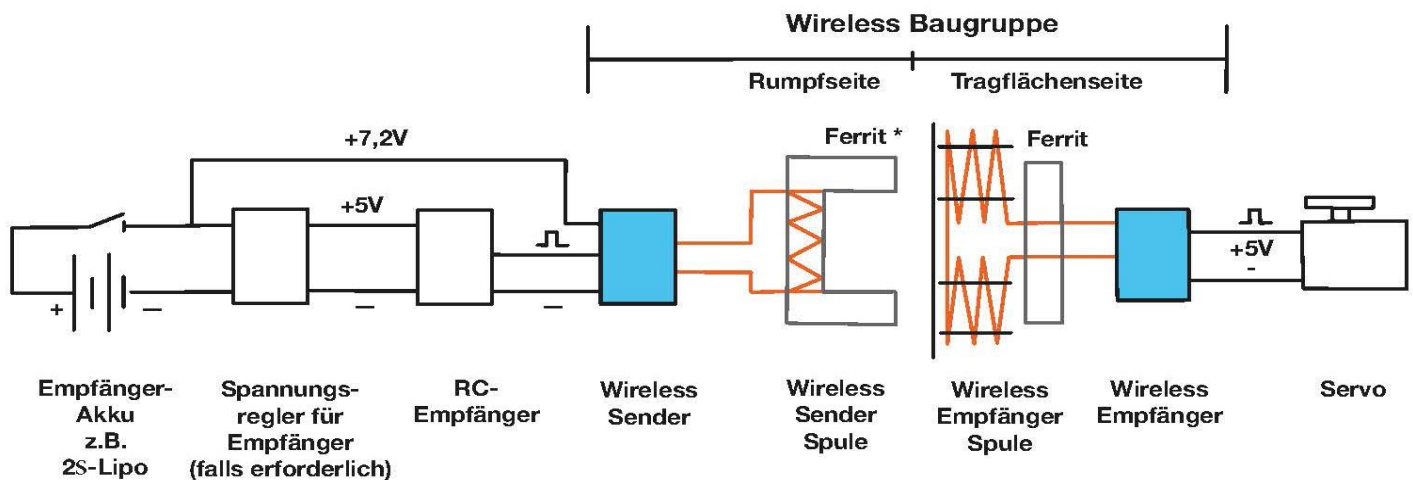 Wireless Baugruppe
Rumpfseite Tragflächenseite
Ferrit * Ferrit
+7,2V
+5V
+5V
-
+ — — —
Empfänger-
Akku
z.B.
2S-Lipo
Spannungs-
regler für
Empfänger
(falls erforderlich)
RC-
Empfänger
Wireless
Sender
Wireless
Sender
Spule
Wireless
Empfänger
Spule
Wireless
Empfänger
Servo